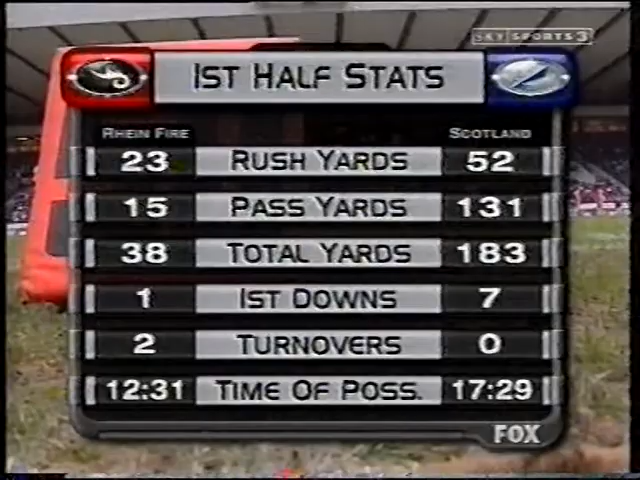 SKY SPORTS 3
1ST HALF STATS
RHEIN FIRE SCOTLAND
23 RUSH YARDS 52
15 PASS YARDS 131
38 TOTAL YARDS 183
1 1ST DOWNS 7
2 TURNOVERS 0
12:31 TIME OF POSS. 17:29
FOX